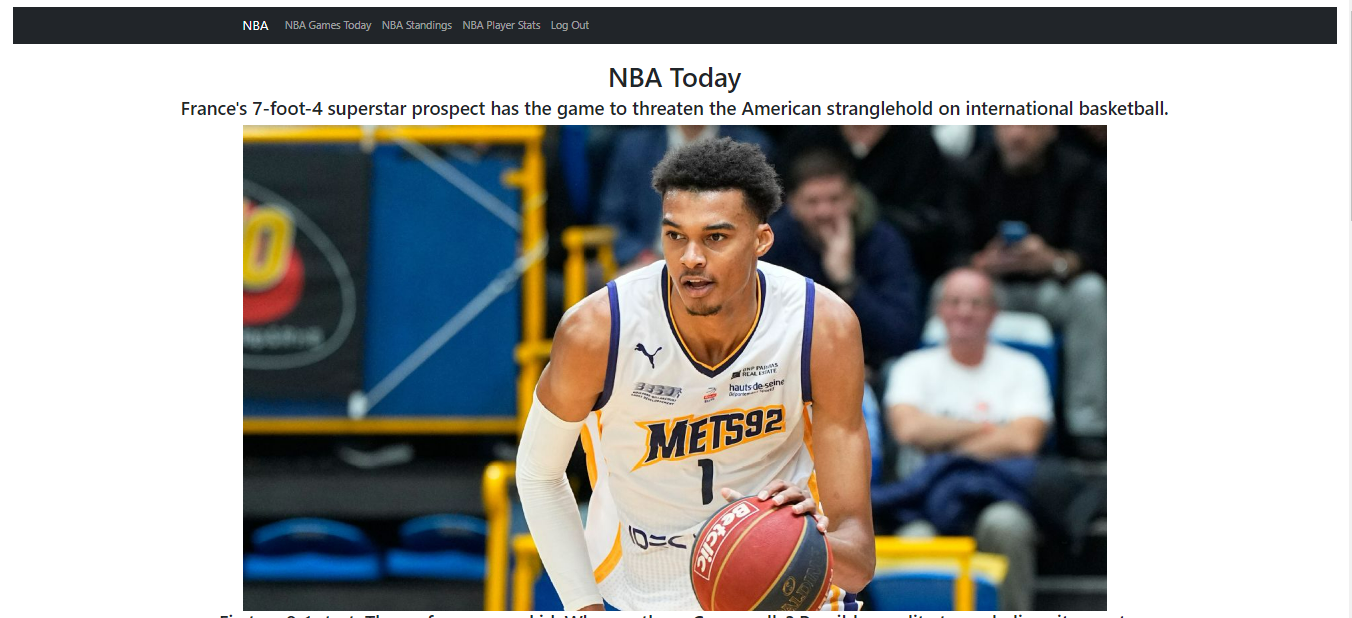 NBA NBA Games Today NBA Standings NBA Player Stats Log Out
NBA Today
France's 7-foot-4 superstar prospect has the game to threaten the American stranglehold on international basketball.
BNP PARIBAS
REAL ESTATE
hauts-de-seine
METS92
1
Betclic